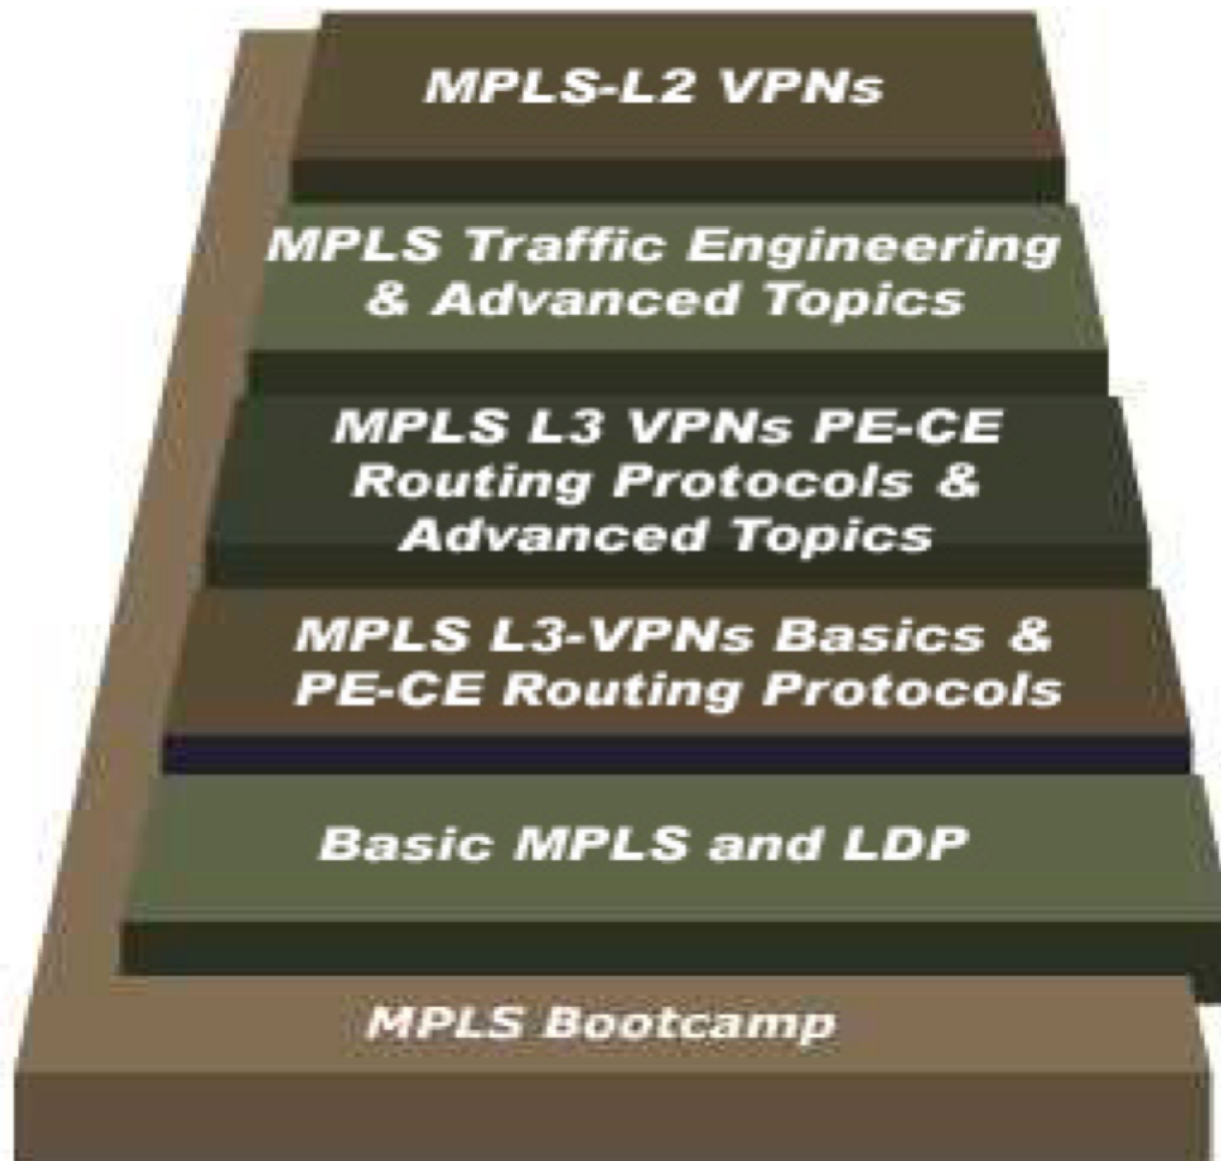 MPLS-L2 VPNs
MPLS Traffic Engineering
& Advanced Topics
MPLS L3 VPNs PE-CE
Routing Protocols &
Advanced Topics
MPLS L3-VPNs Basics &
PE-CE Routing Protocols
Basic MPLS and LDP
MPLS Bootcamp